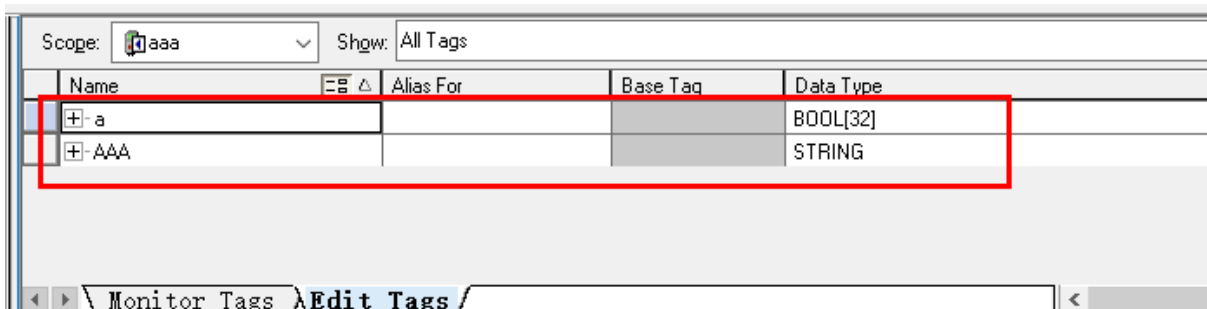 Scope: aaa Show: All Tags
Name Alias For Base Tag Data Type
a BOOL[32]
AAA STRING
Monitor Tags Edit Tags